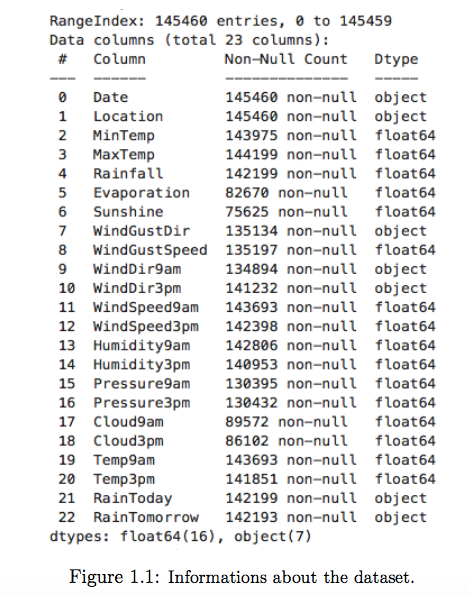 RangeIndex: 145460 entries, 0 to 145459
Data columns (total 23 columns):
 #   Column         Non-Null Count   Dtype
---  ------         --------------   -----
 0   Date           145460 non-null  object
 1   Location       145460 non-null  object
 2   MinTemp        143975 non-null  float64
 3   MaxTemp        144199 non-null  float64
 4   Rainfall       142199 non-null  float64
 5   Evaporation    82670 non-null   float64
 6   Sunshine       75625 non-null   float64
 7   WindGustDir    135134 non-null  object
 8   WindGustSpeed  135197 non-null  float64
 9   WindDir9am     134894 non-null  object
 10  WindDir3pm     141232 non-null  object
 11  WindSpeed9am   143693 non-null  float64
 12  WindSpeed3pm   142398 non-null  float64
 13  Humidity9am    142806 non-null  float64
 14  Humidity3pm    140953 non-null  float64
 15  Pressure9am    130395 non-null  float64
 16  Pressure3pm    130432 non-null  float64
 17  Cloud9am       89572 non-null   float64
 18  Cloud3pm       86102 non-null   float64
 19  Temp9am        143693 non-null  float64
 20  Temp3pm        141851 non-null  float64
 21  RainToday      142199 non-null  object
 22  RainTomorrow   142193 non-null  object
dtypes: float64(16), object(7)
Figure 1.1: Informations about the dataset.